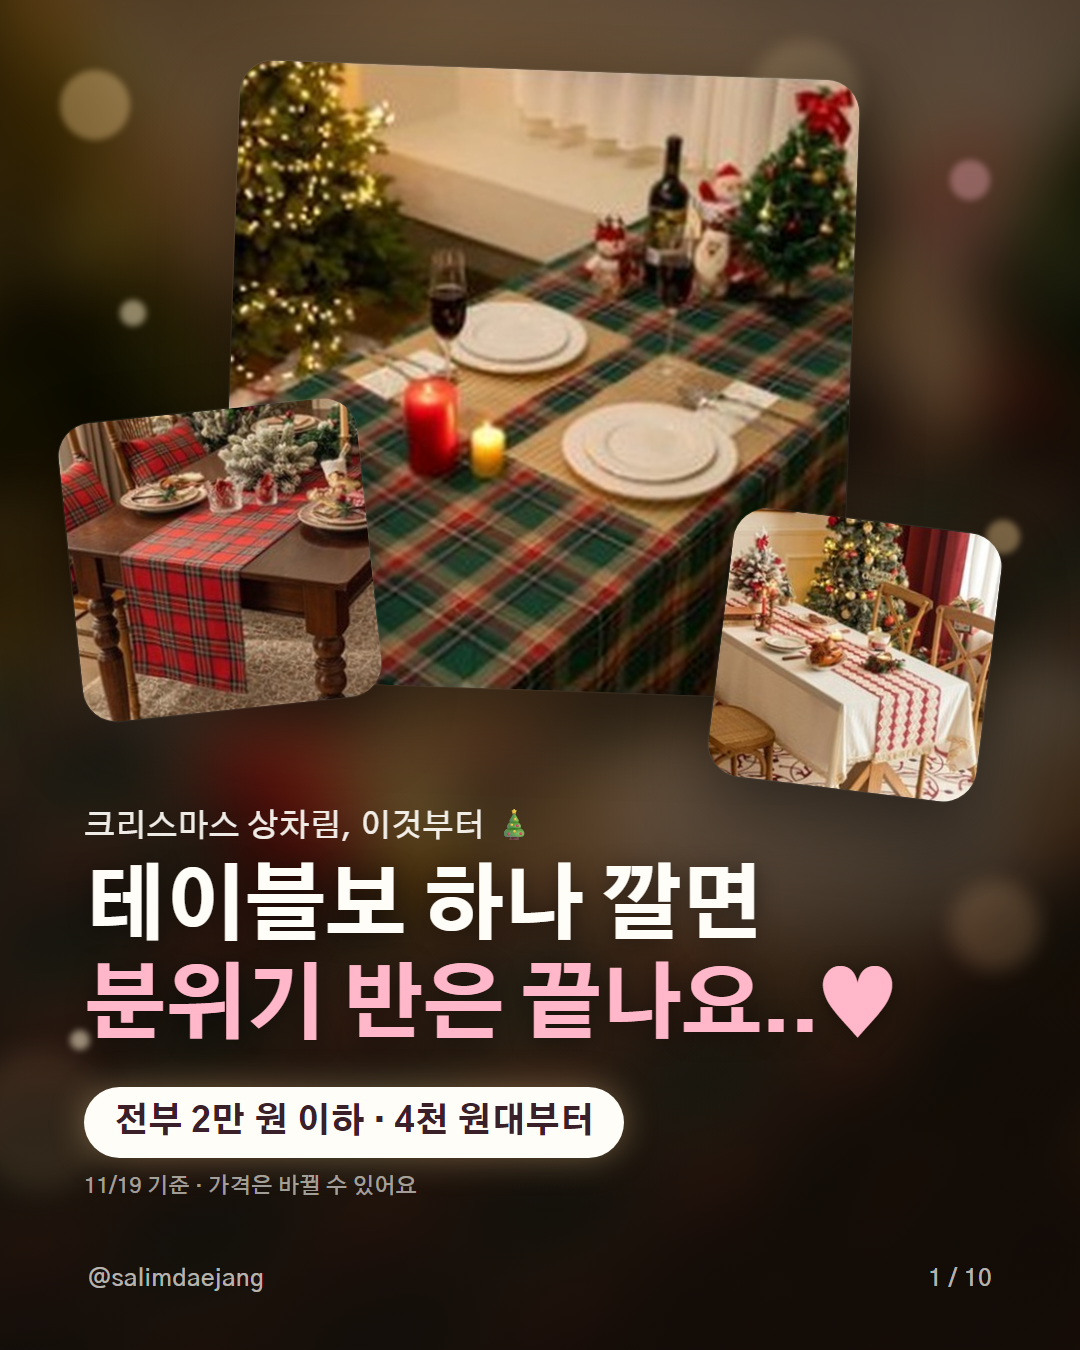 크리스마스 상차림, 이것부터 🎄
테이블보 하나 깔면
분위기 반은 끝나요..♥
전부 2만 원 이하 · 4천 원대부터
11/19 기준 · 가격은 바뀔 수 있어요
@salimdaejang
1 / 10